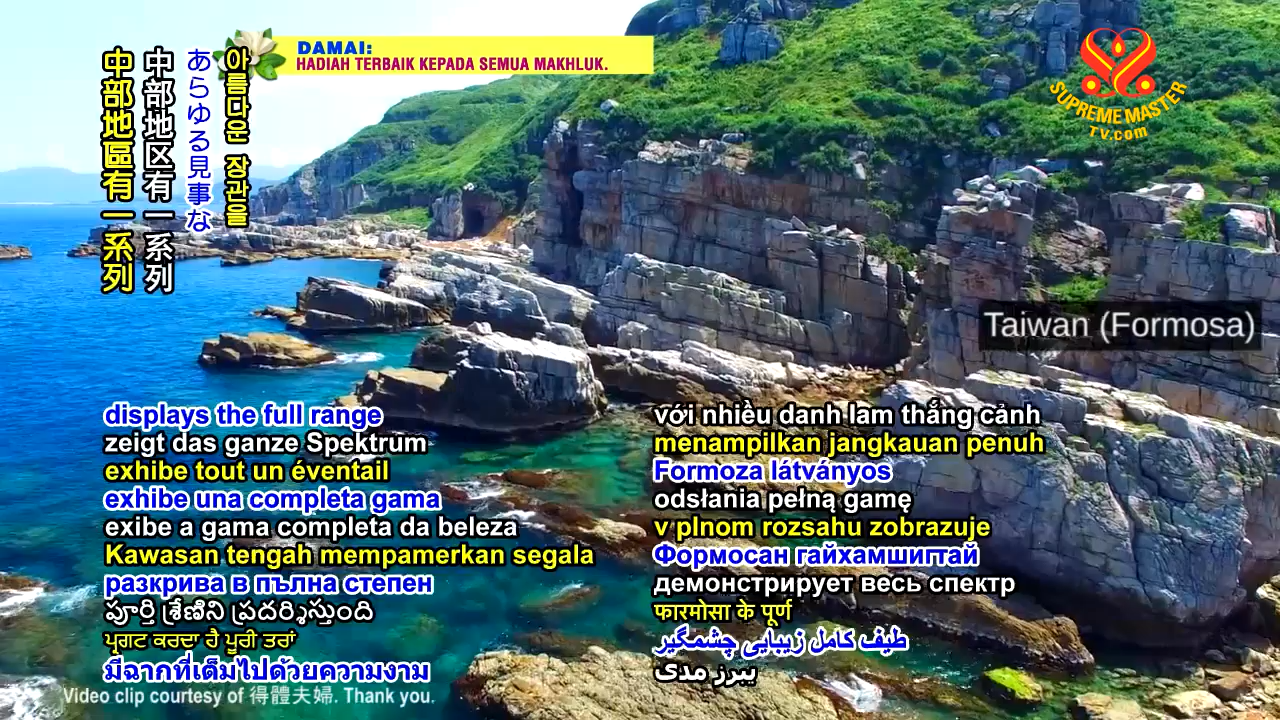 DAMAI:
HADIAH TERBAIK KEPADA SEMUA MAKHLUK.
SUPREME MASTER
TV.com
아름다운 장관을
あらゆる見事な
中部地区有一系列
中部地區有一系列
Taiwan (Formosa)
displays the full range
zeigt das ganze Spektrum
exhibe tout un éventail
exhibe una completa gama
exibe a gama completa da beleza
Kawasan tengah mempamerkan segala
разкрива в пълна степен
పూర్తి శ్రేణిని ప్రదర్శిస్తుంది
ਪ੍ਰਗਟ ਕਰਦਾ ਹੈ ਪੂਰੀ ਤਰਾਂ
มีฉากที่เต็มไปด้วยความงาม
với nhiều danh lam thắng cảnh
menampilkan jangkauan penuh
Formoza látványos
odsłania pełną gamę
v plnom rozsahu zobrazuje
Формосан гайхамшигтай
демонстрирует весь спектр
फारमोसा के पूर्ण
طیف کامل زیبایی چشمگیر
يبرز مدى
Video clip courtesy of 得體夫婦. Thank you.